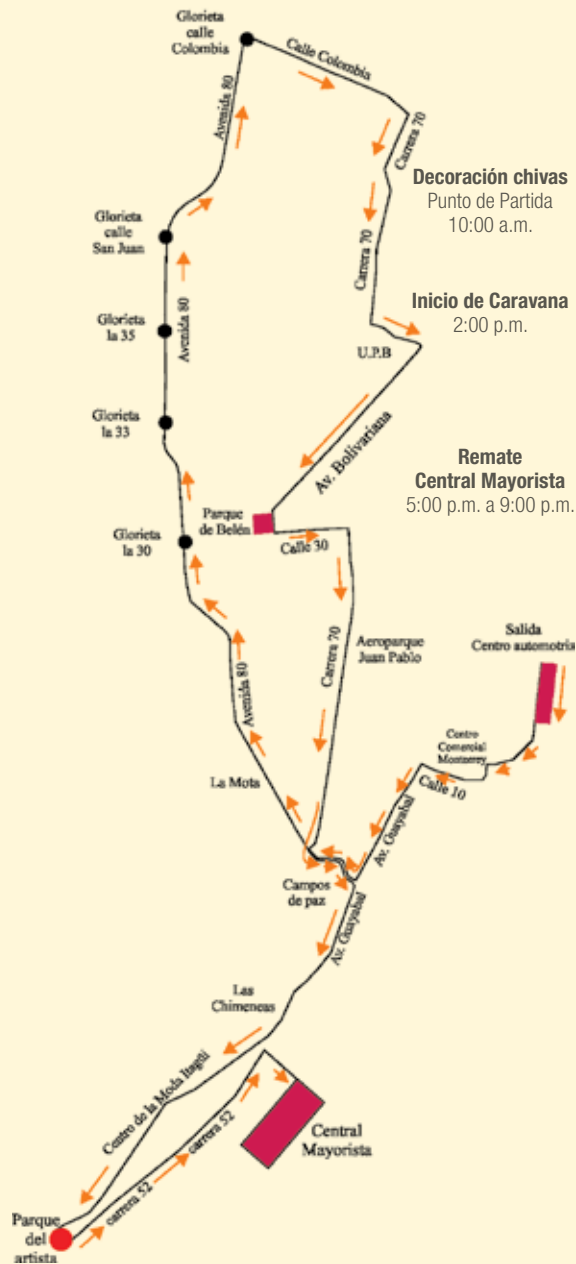 Glorieta
calle
Colombia
Calle Colombia
Avenida 80
Carrera 70
Decoración chivas
Punto de Partida
10:00 a.m.
Glorieta
calle
San Juan
Carrera 70
Inicio de Caravana
2:00 p.m.
Glorieta
la 35
Avenida 80
U.P.B
Glorieta
la 33
Av. Bolivariana
Remate
Central Mayorista
5:00 p.m. a 9:00 p.m.
Parque
de Belén
Calle 30
Glorieta
la 30
Carrera 70
Aeroparque
Juan Pablo
Salida
Centro automotris
Avenida 80
Centro
Comercial
Monterrey
Calle 10
La Mota
Av. Guayabal
Campos
de paz
Av. Guayabal
Las
Chimeneas
Centro de la Moda Itagüí
carrera 52
carrera 52
Central
Mayorista
Parque
del
artista